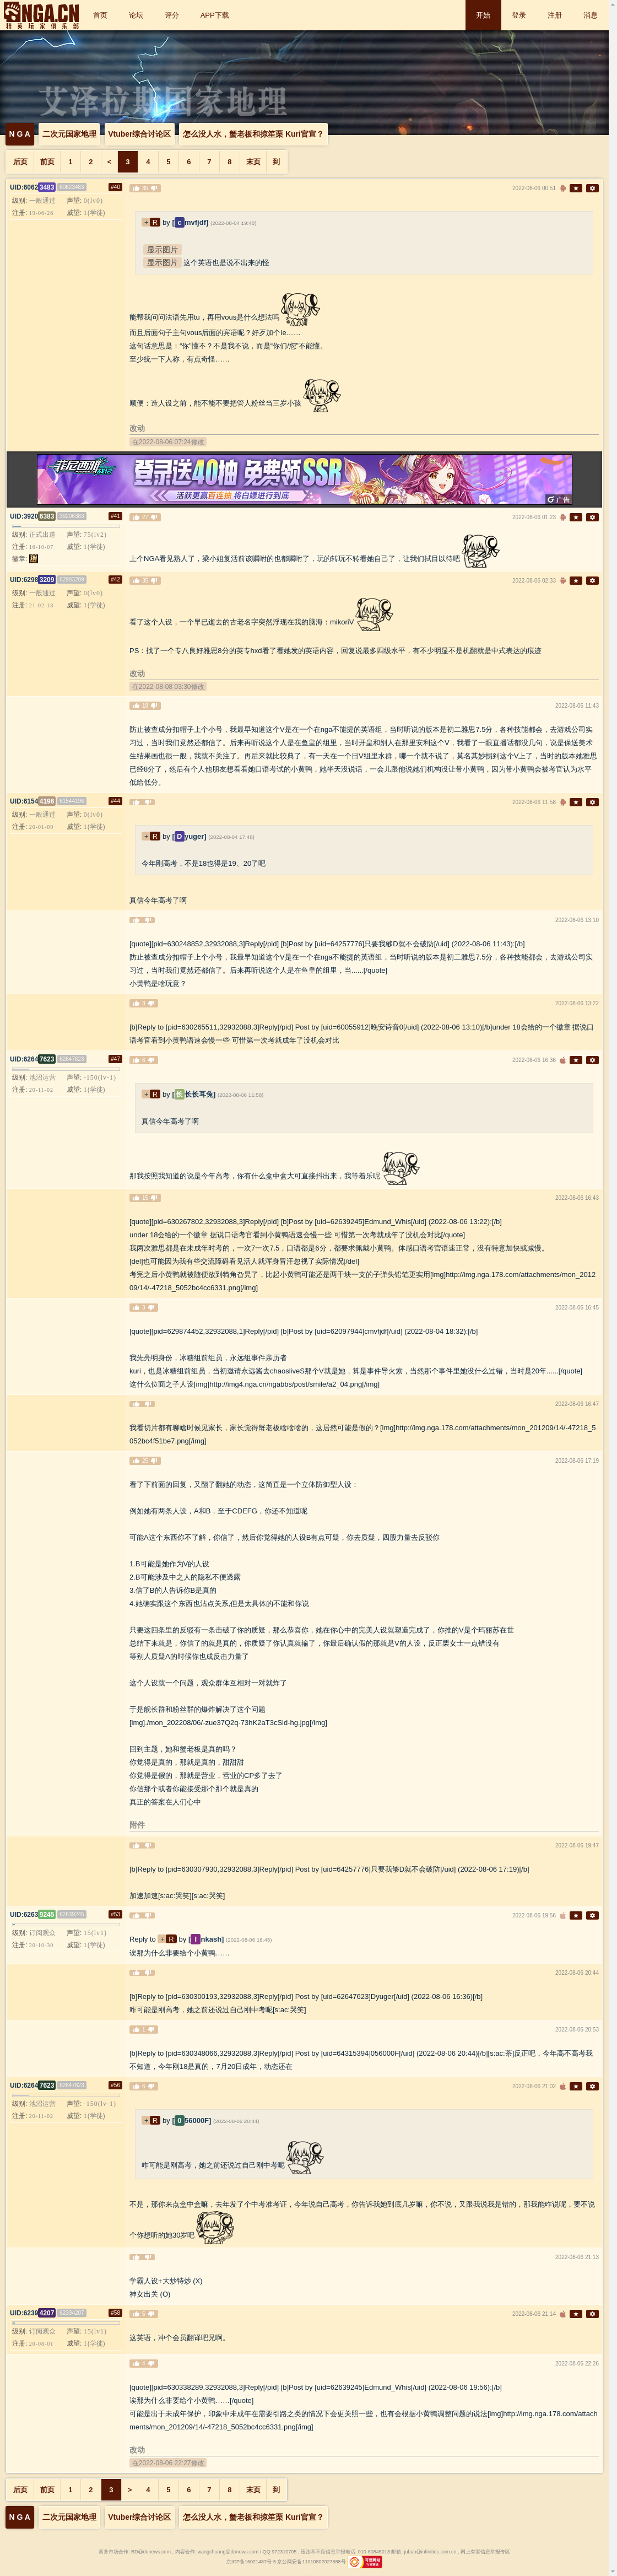 NGA.CN
首页 论坛 评分 APP下载 开始 登录 注册 消息
艾泽拉斯国家地理
NGA 二次元国家地理 Vtuber综合讨论区 怎么没人水，蟹老板和掠笙栗 Kuri官宣？
后页 前页 1 2 < 3 4 5 6 7 8 末页 到
UID:60623483 60623483 #40
级别: 一般通过 声望: 0(lv0)
注册: 19-06-20 威望: 1(学徒)
2022-08-06 00:51
+ R by [cmvfjdf] (2022-08-04 19:48)
显示图片
显示图片 这个英语也是说不出来的怪
能帮我问问法语先用tu，再用vous是什么想法吗
而且后面句子主句vous后面的宾语呢？好歹加个le……
这句话意思是：“你”懂不？不是我不说，而是“你们/您”不能懂。
至少统一下人称，有点奇怪……
顺便：造人设之前，能不能不要把管人粉丝当三岁小孩
改动
在2022-08-06 07:24修改
菲尼西亚战记 登录送40抽 免费领SSR
活跃更赢百连抽 将白嫖进行到底
广告
UID:39206383 #41
级别: 正式出道 声望: 75(lv2)
注册: 16-10-07 威望: 1(学徒)
徽章:
27 2022-08-06 01:23
上个NGA看见熟人了，梁小姐复活前该嘱咐的也都嘱咐了，玩的转玩不转看她自己了，让我们拭目以待吧
UID:62983209 62983209 #42
级别: 一般通过 声望: 0(lv0)
注册: 21-02-18 威望: 1(学徒)
2022-08-06 02:33
看了这个人设，一个早已逝去的古老名字突然浮现在我的脑海：mikoriV
PS：找了一个专八良好雅思8分的英专hxd看了看她发的英语内容，回复说最多四级水平，有不少明显不是机翻就是中式表达的痕迹
改动
在2022-08-08 03:30修改
2022-08-06 11:43
防止被查成分扣帽子上个小号，我最早知道这个V是在一个在nga不能提的英语组，当时听说的版本是初二雅思7.5分，各种技能都会，去游戏公司实
习过，当时我们竟然还都信了。后来再听说这个人是在鱼皇的组里，当时开皇和别人在那里安利这个V，我看了一眼直播话都没几句，说是保送美术
生结果画也很一般，我就不关注了。再后来就比较典了，有一天在一个日V组里水群，哪一个就不说了，莫名其妙拐到这个V上了，当时的版本她雅思
已经8分了，然后有个人他朋友想看看她口语考试的小黄鸭，她半天没说话，一会儿跟他说她们机构没让带小黄鸭，因为带小黄鸭会被考官认为水平
低给低分。
UID:61544196 61544196 #44
级别: 一般通过 声望: 0(lv0)
注册: 20-01-09 威望: 1(学徒)
2022-08-06 11:58
+ R by [Dyuger] (2022-08-04 17:46)
今年刚高考，不是18也得是19、20了吧
真信今年高考了啊
2022-08-06 13:10
[quote][pid=630248852,32932088,3]Reply[/pid] [b]Post by [uid=64257776]只要我够D就不会破防[/uid] (2022-08-06 11:43):[/b]
防止被查成分扣帽子上个小号，我最早知道这个V是在一个在nga不能提的英语组，当时听说的版本是初二雅思7.5分，各种技能都会，去游戏公司实
习过，当时我们竟然还都信了。后来再听说这个人是在鱼皇的组里，当......[/quote]
小黄鸭是啥玩意？
2022-08-06 13:22
[b]Reply to [pid=630265511,32932088,3]Reply[/pid] Post by [uid=60055912]晚安诗音0[/uid] (2022-08-06 13:10)[/b]under 18会给的一个徽章 据说口
语考官看到小黄鸭语速会慢一些 可惜第一次考就成年了没机会对比
UID:62647623 62647623 #47
级别: 池沼运营 声望: -150(lv-1)
注册: 20-11-02 威望: 1(学徒)
2022-08-06 16:36
+ R by [长长耳兔] (2022-08-06 11:58)
真信今年高考了啊
那我按照我知道的说是今年高考，你有什么盒中盒大可直接抖出来，我等着乐呢
2022-08-06 16:43
[quote][pid=630267802,32932088,3]Reply[/pid] [b]Post by [uid=62639245]Edmund_Whis[/uid] (2022-08-06 13:22):[/b]
under 18会给的一个徽章 据说口语考官看到小黄鸭语速会慢一些 可惜第一次考就成年了没机会对比[/quote]
我两次雅思都是在未成年时考的，一次7一次7.5，口语都是6分，都要求佩戴小黄鸭。体感口语考官语速正常，没有特意加快或减慢。
[del]也可能因为我有些交流障碍看见活人就浑身冒汗忽视了实际情况[/del]
考完之后小黄鸭就被随便放到犄角旮旯了，比起小黄鸭可能还是两千块一支的子弹头铅笔更实用[img]http://img.nga.178.com/attachments/mon_2012
09/14/-47218_5052bc4cc6331.png[/img]
2022-08-06 16:45
[quote][pid=629874452,32932088,1]Reply[/pid] [b]Post by [uid=62097944]cmvfjdf[/uid] (2022-08-04 18:32):[/b]
我先亮明身份，冰糖组前组员，永远组事件亲历者
kuri，也是冰糖组前组员，当初邀请永远酱去chaosliveS那个V就是她，算是事件导火索，当然那个事件里她没什么过错，当时是20年......[/quote]
这什么位面之子人设[img]http://img4.nga.cn/ngabbs/post/smile/a2_04.png[/img]
2022-08-06 16:47
我看切片都有聊啥时候见家长，家长觉得蟹老板啥啥啥的，这居然可能是假的？[img]http://img.nga.178.com/attachments/mon_201209/14/-47218_5
052bc4f51be7.png[/img]
2022-08-06 17:19
看了下前面的回复，又翻了翻她的动态，这简直是一个立体防御型人设：
例如她有两条人设，A和B，至于CDEFG，你还不知道呢
可能A这个东西你不了解，你信了，然后你觉得她的人设B有点可疑，你去质疑，四股力量去反驳你
1.B可能是她作为V的人设
2.B可能涉及中之人的隐私不便透露
3.信了B的人告诉你B是真的
4.她确实跟这个东西也沾点关系,但是太具体的不能和你说
只要这四条里的反驳有一条击破了你的质疑，那么恭喜你，她在你心中的完美人设就塑造完成了，你推的V是个玛丽苏在世
总结下来就是，你信了的就是真的，你质疑了你认真就输了，你最后确认假的那就是V的人设，反正栗女士一点错没有
等别人质疑A的时候你也成反击力量了
这个人设就一个问题，观众群体互相对一对就炸了
于是舰长群和粉丝群的爆炸解决了这个问题
[img]./mon_202208/06/-zue37Q2q-73hK2aT3cSid-hg.jpg[/img]
回到主题，她和蟹老板是真的吗？
你觉得是真的，那就是真的，甜甜甜
你觉得是假的，那就是营业，营业的CP多了去了
你信那个或者你能接受那个那个就是真的
真正的答案在人们心中
附件
2022-08-06 19:47
[b]Reply to [pid=630307930,32932088,3]Reply[/pid] Post by [uid=64257776]只要我够D就不会破防[/uid] (2022-08-06 17:19)[/b]
加速加速[s:ac:哭笑][s:ac:哭笑]
UID:62639245 62639245 #53
级别: 订阅观众 声望: 15(lv1)
注册: 20-10-30 威望: 1(学徒)
2022-08-06 19:56
Reply to + R by [Inkash] (2022-08-06 16:43)
诶那为什么非要给个小黄鸭……
2022-08-06 20:44
[b]Reply to [pid=630300193,32932088,3]Reply[/pid] Post by [uid=62647623]Dyuger[/uid] (2022-08-06 16:36)[/b]
咋可能是刚高考，她之前还说过自己刚中考呢[s:ac:哭笑]
2022-08-06 20:53
[b]Reply to [pid=630348066,32932088,3]Reply[/pid] Post by [uid=64315394]056000F[/uid] (2022-08-06 20:44)[/b][s:ac:茶]反正吧，今年高不高考我
不知道，今年刚18是真的，7月20日成年，动态还在
UID:62647623 62647623 #56
级别: 池沼运营 声望: -150(lv-1)
注册: 20-11-02 威望: 1(学徒)
2022-08-06 21:02
+ R by [056000F] (2022-08-06 20:44)
咋可能是刚高考，她之前还说过自己刚中考呢
不是，那你来点盒中盒嘛，去年发了个中考准考证，今年说自己高考，你告诉我她到底几岁嘛，你不说，又跟我说我是错的，那我能咋说呢，要不说
个你想听的她30岁吧
2022-08-06 21:13
学霸人设+大炒特炒 (X)
神女出关 (O)
UID:62394207 62394207 #58
级别: 订阅观众 声望: 15(lv1)
注册: 20-08-01 威望: 1(学徒)
2022-08-06 21:14
这英语，冲个会员翻译吧兄啊。
2022-08-06 22:26
[quote][pid=630338289,32932088,3]Reply[/pid] [b]Post by [uid=62639245]Edmund_Whis[/uid] (2022-08-06 19:56):[/b]
诶那为什么非要给个小黄鸭……[/quote]
可能是出于未成年保护，印象中未成年在需要引路之类的情况下会更关照一些，也有会根据小黄鸭调整问题的说法[img]http://img.nga.178.com/attach
ments/mon_201209/14/-47218_5052bc4cc6331.png[/img]
改动
在2022-08-06 22:27修改
后页 前页 1 2 3 > 4 5 6 7 8 末页 到
NGA 二次元国家地理 Vtuber综合讨论区 怎么没人水，蟹老板和掠笙栗 Kuri官宣？